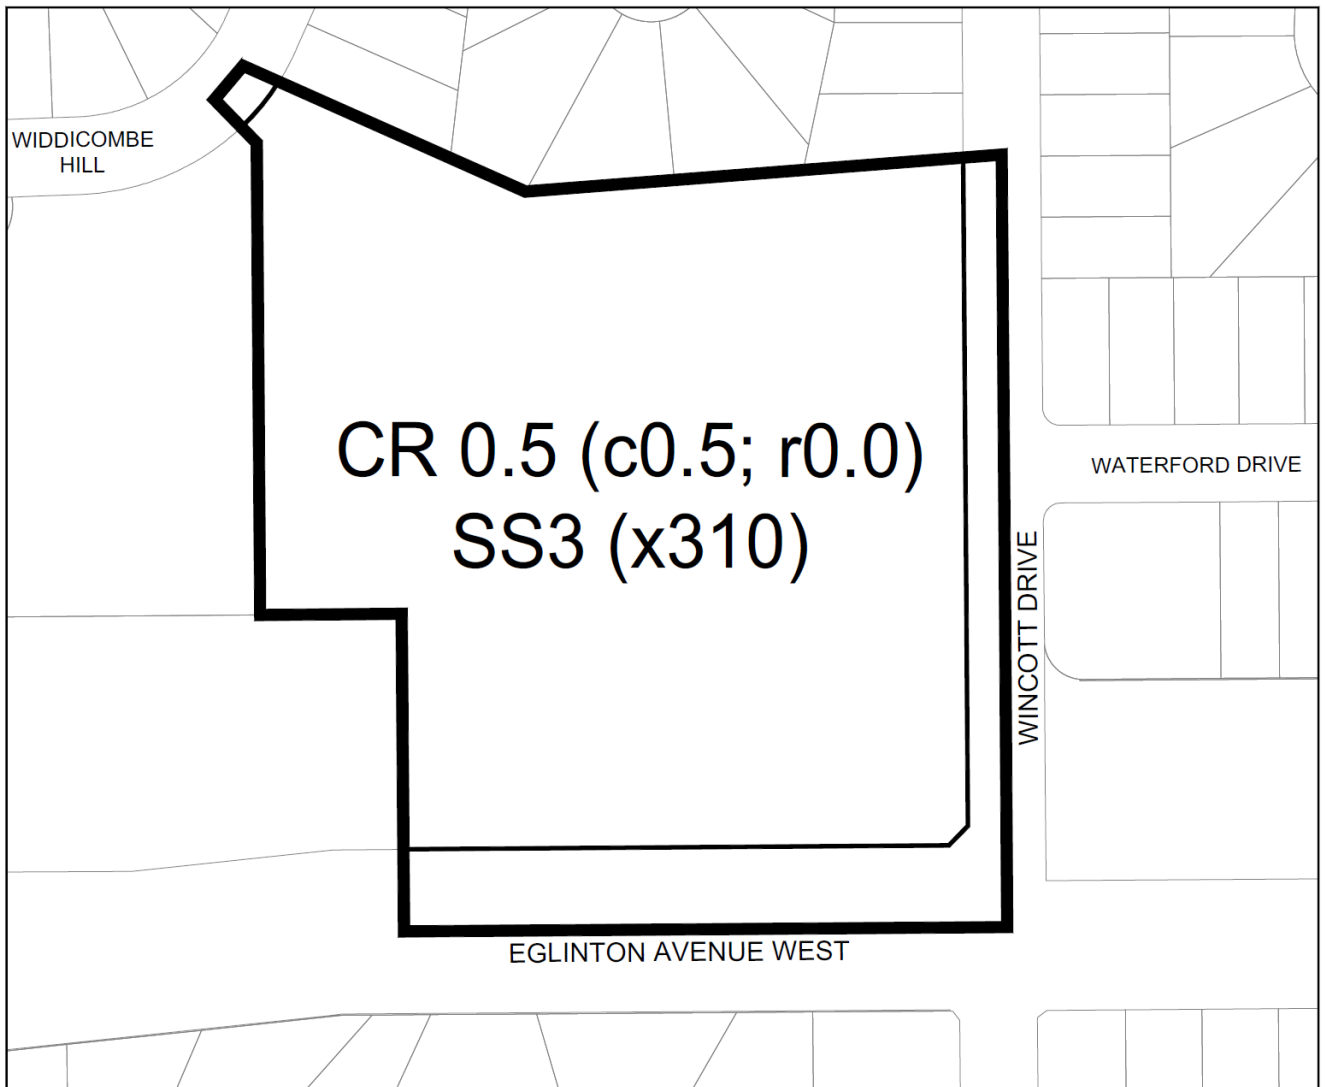 WIDDICOMBE
HILL
CR 0.5 (c0.5; r0.0)
SS3 (x310)
WATERFORD DRIVE
WINCOTT DRIVE
EGLINTON AVENUE WEST